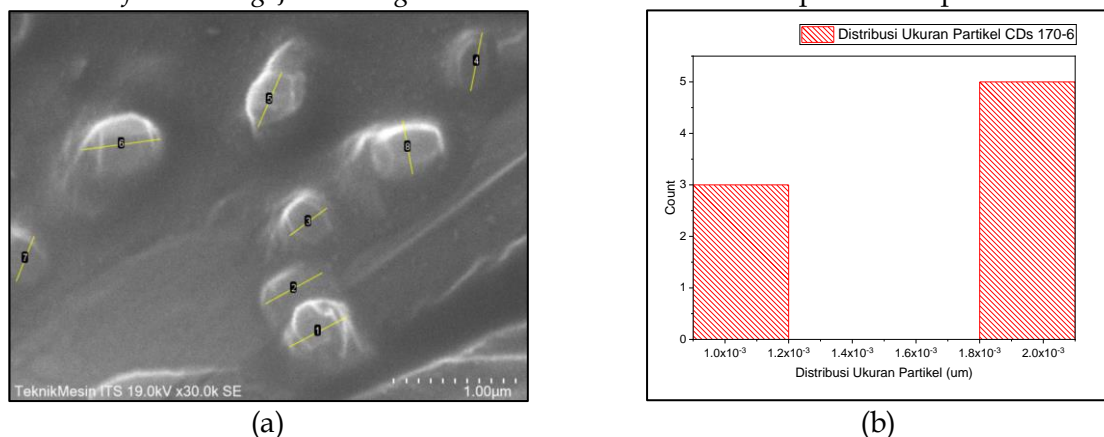 4
5
6
8
3
7
2
1
TeknikMesin ITS 19.0kV x30.0k SE
1.00µm
(a)
Distribusi Ukuran Partikel CDs 170-6
5
4
3
2
1
0
Count
1.0x10⁻³ 1.2x10⁻³ 1.4x10⁻³ 1.6x10⁻³ 1.8x10⁻³ 2.0x10⁻³
Distribusi Ukuran Partikel (um)
(b)